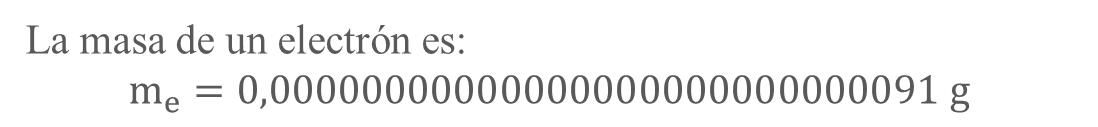 La masa de un electrón es:
mₑ = 0,00000000000000000000000000091 g